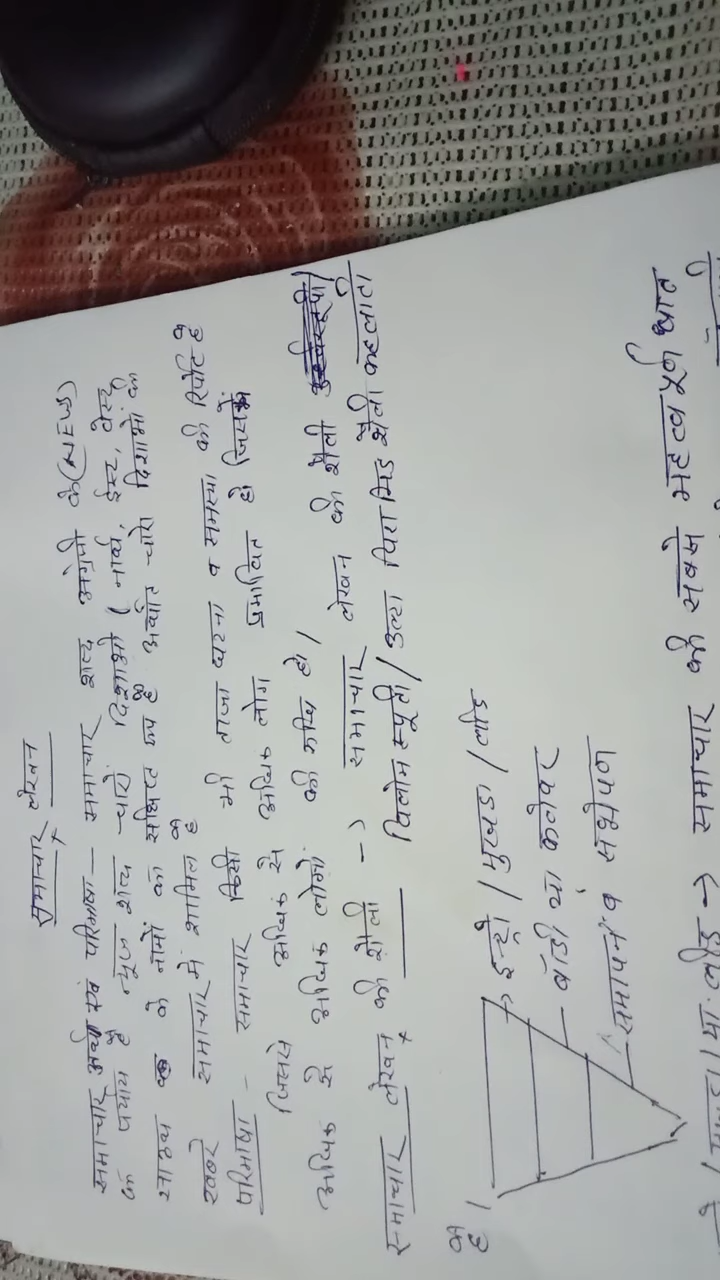 समाचार लेखन
समाचार अर्थ एवं परिभाषा - समाचार शब्द अंग्रेजी के (NEWS)
का पर्याय है न्यूज शब्द चारों दिशाओं (नार्थ, ईस्ट, वेस्ट,
साउथ के नामों का संक्षिप्त रूप है अर्थात चारो दिशाओं की
खबरे समाचार में शामिल है
परिभाषा - समाचार किसी भी ताजा घटना व समस्या की रिपोर्ट है
जिससे अधिक से अधिक लोग प्रभावित हो जिसमें
अधिक से अधिक लोगों की रूचि हो।
समाचार लेखन की शैली -> समाचार लेखन की शैली
विलोम स्तूपी / उल्टा पिरामिड शैली कहलाती
है।
इन्ट्रो / मुखडा / लीड
बॉडी या कलेवर
समापन व संक्षेपण
लीड -> समाचार की सबसे महत्वपूर्ण बात